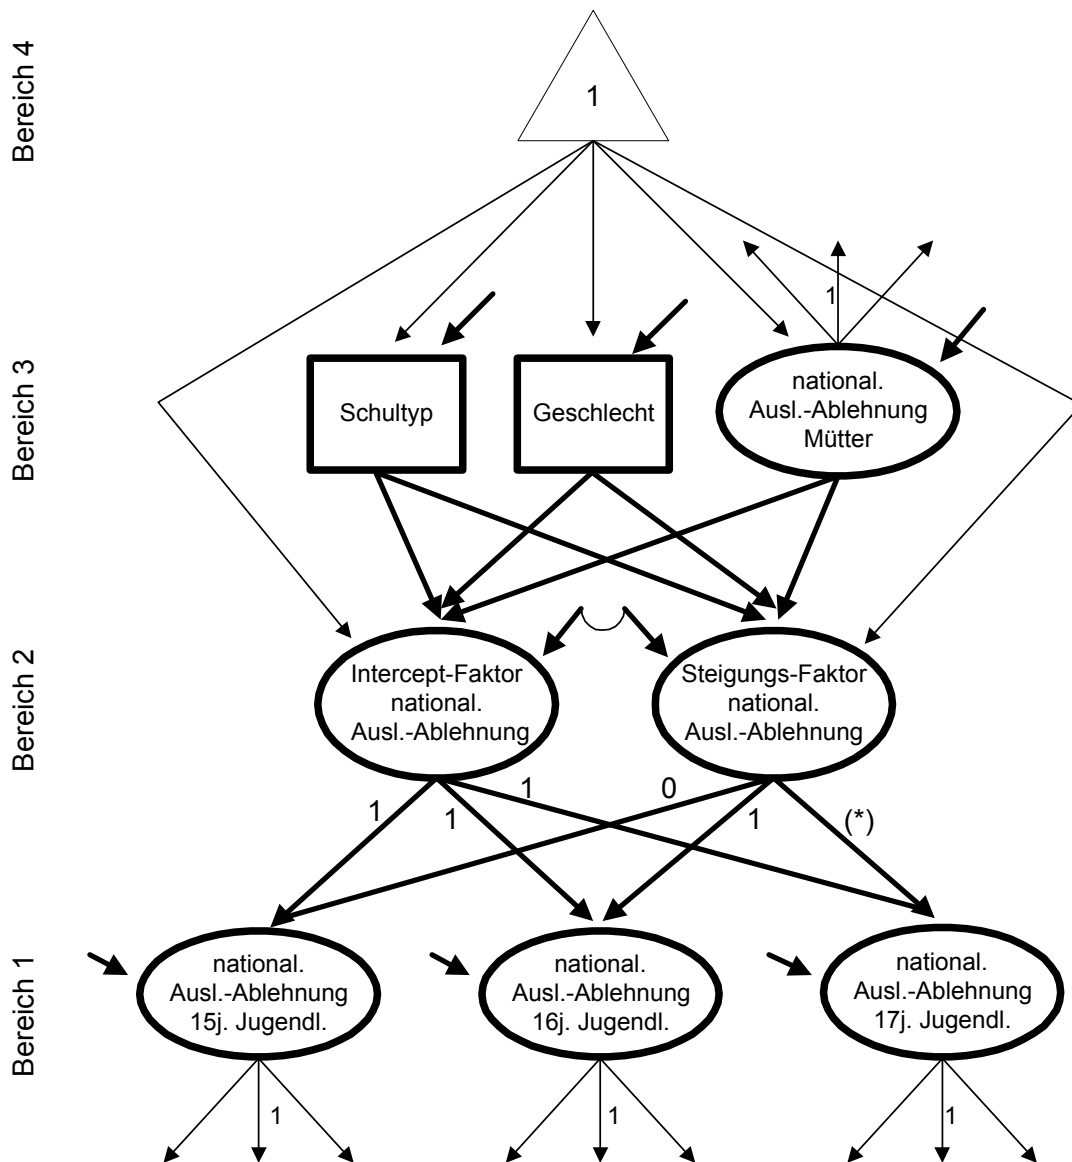 Bereich 4
1
1
Bereich 3
Schultyp
Geschlecht
national.
Ausl.-Ablehnung
Mütter
Bereich 2
Intercept-Faktor
national.
Ausl.-Ablehnung
Steigungs-Faktor
national.
Ausl.-Ablehnung
1
1
1
0
1
(*)
Bereich 1
national.
Ausl.-Ablehnung
15j. Jugendl.
national.
Ausl.-Ablehnung
16j. Jugendl.
national.
Ausl.-Ablehnung
17j. Jugendl.
1
1
1